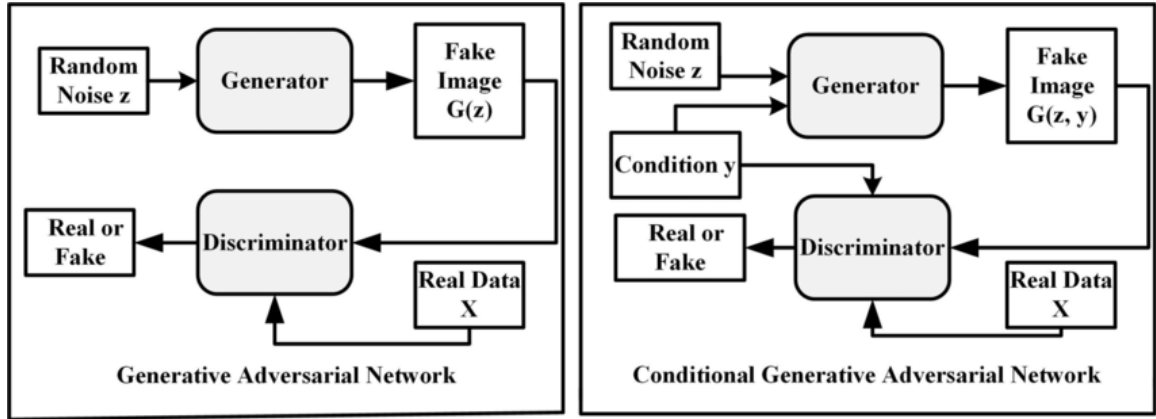 Random
Noise z
Generator
Fake
Image
G(z)
Real or
Fake
Discriminator
Real Data
X
Generative Adversarial Network
Random
Noise z
Generator
Fake
Image
G(z, y)
Condition y
Real or
Fake
Discriminator
Real Data
X
Conditional Generative Adversarial Network